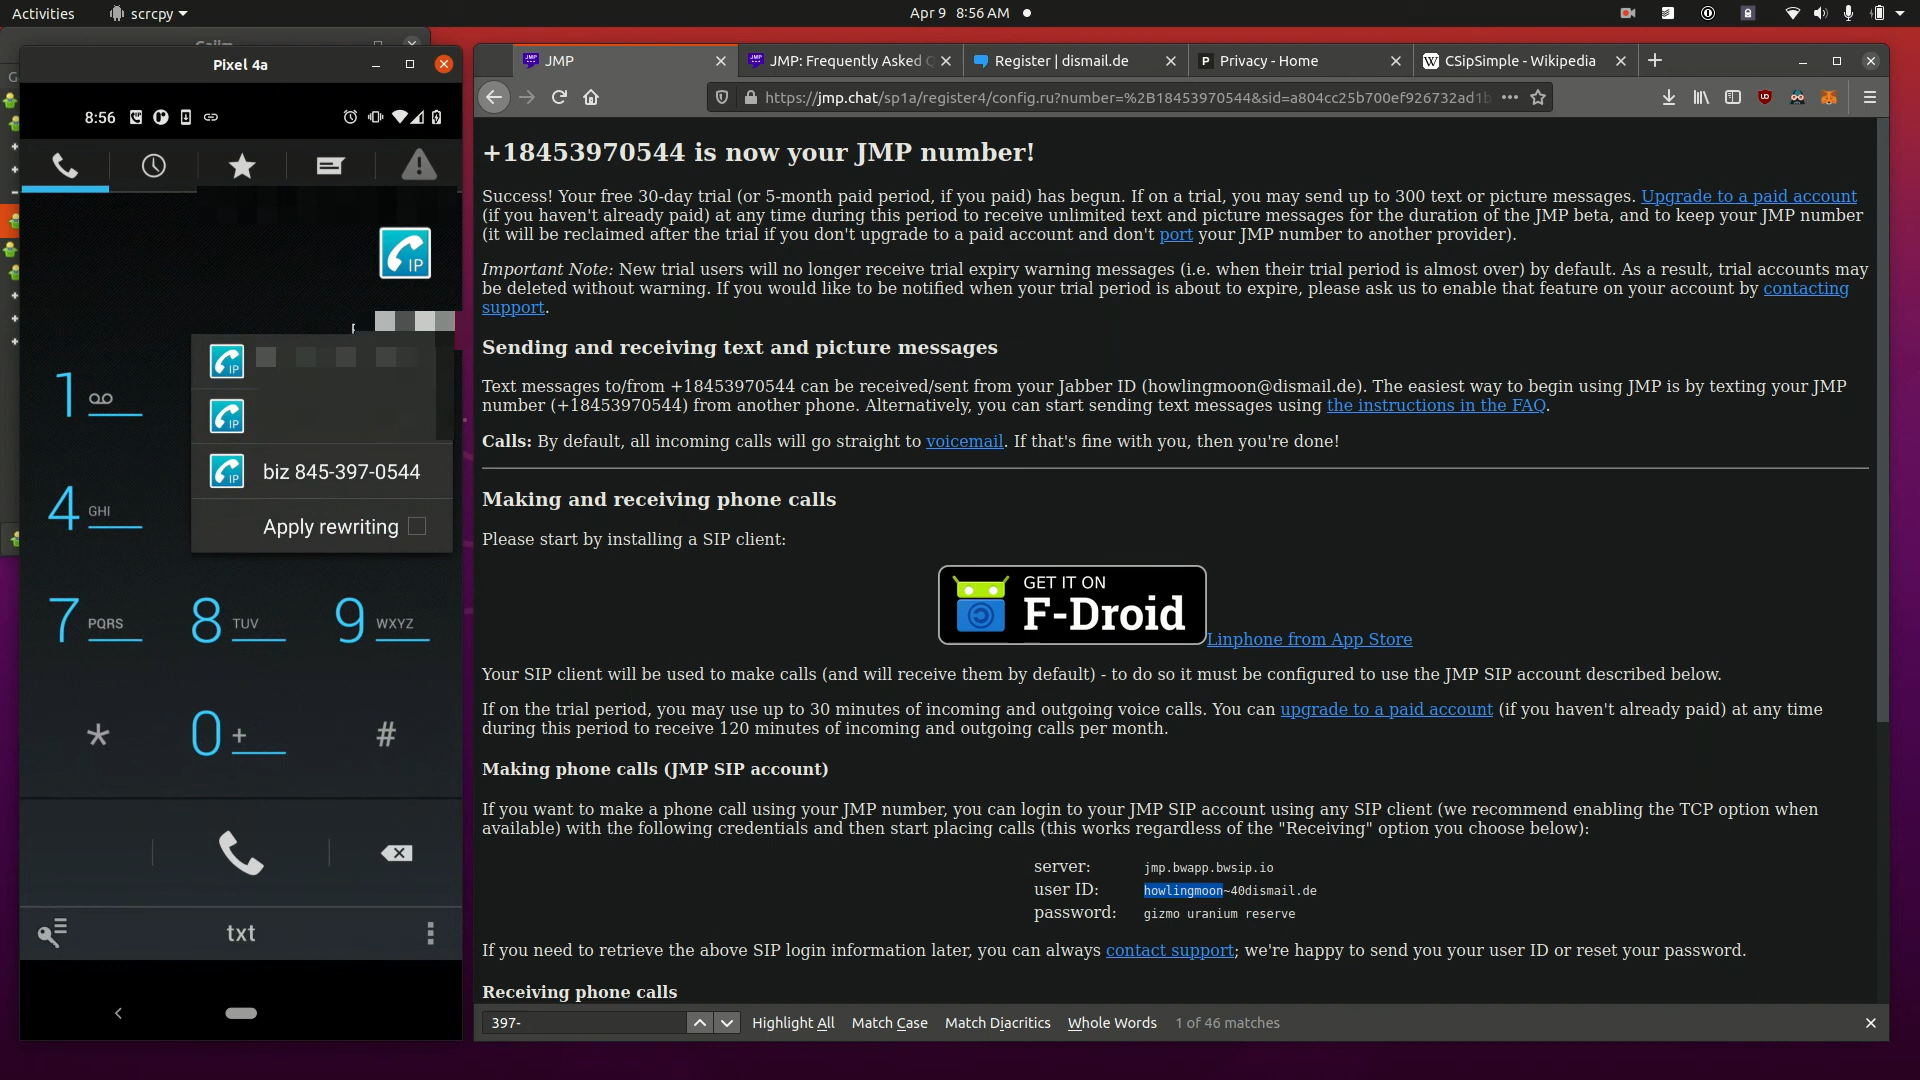 Activities
scrcpy
Apr 9 8:56 AM
Pixel 4a
8:56
IP
IP
IP
biz 845-397-0544
IP
Apply rewriting
1
4 GHI
7 PQRS
8 TUV
9 WXYZ
*
0 +
#
txt
JMP
JMP: Frequently Asked
Register | dismail.de
Privacy - Home
CSipSimple - Wikipedia
https://jmp.chat/sp1a/register4/config.ru?number=%2B18453970544&sid=a804cc25b700ef926732ad1b
+18453970544 is now your JMP number!
Success! Your free 30-day trial (or 5-month paid period, if you paid) has begun. If on a trial, you may send up to 300 text or picture messages. Upgrade to a paid account
(if you haven't already paid) at any time during this period to receive unlimited text and picture messages for the duration of the JMP beta, and to keep your JMP number
(it will be reclaimed after the trial if you don't upgrade to a paid account and don't port your JMP number to another provider).
Important Note: New trial users will no longer receive trial expiry warning messages (i.e. when their trial period is almost over) by default. As a result, trial accounts may
be deleted without warning. If you would like to be notified when your trial period is about to expire, please ask us to enable that feature on your account by contacting
support.
Sending and receiving text and picture messages
Text messages to/from +18453970544 can be received/sent from your Jabber ID (howlingmoon@dismail.de). The easiest way to begin using JMP is by texting your JMP
number (+18453970544) from another phone. Alternatively, you can start sending text messages using the instructions in the FAQ.
Calls: By default, all incoming calls will go straight to voicemail. If that's fine with you, then you're done!
Making and receiving phone calls
Please start by installing a SIP client:
GET IT ON
F-Droid
Linphone from App Store
Your SIP client will be used to make calls (and will receive them by default) - to do so it must be configured to use the JMP SIP account described below.
If on the trial period, you may use up to 30 minutes of incoming and outgoing voice calls. You can upgrade to a paid account (if you haven't already paid) at any time
during this period to receive 120 minutes of incoming and outgoing calls per month.
Making phone calls (JMP SIP account)
If you want to make a phone call using your JMP number, you can login to your JMP SIP account using any SIP client (we recommend enabling the TCP option when
available) with the following credentials and then start placing calls (this works regardless of the "Receiving" option you choose below):
server: jmp.bwapp.bwsip.io
user ID: howlingmoon~40dismail.de
password: gizmo uranium reserve
If you need to retrieve the above SIP login information later, you can always contact support; we're happy to send you your user ID or reset your password.
Receiving phone calls
397-
Highlight All
Match Case
Match Diacritics
Whole Words
1 of 46 matches